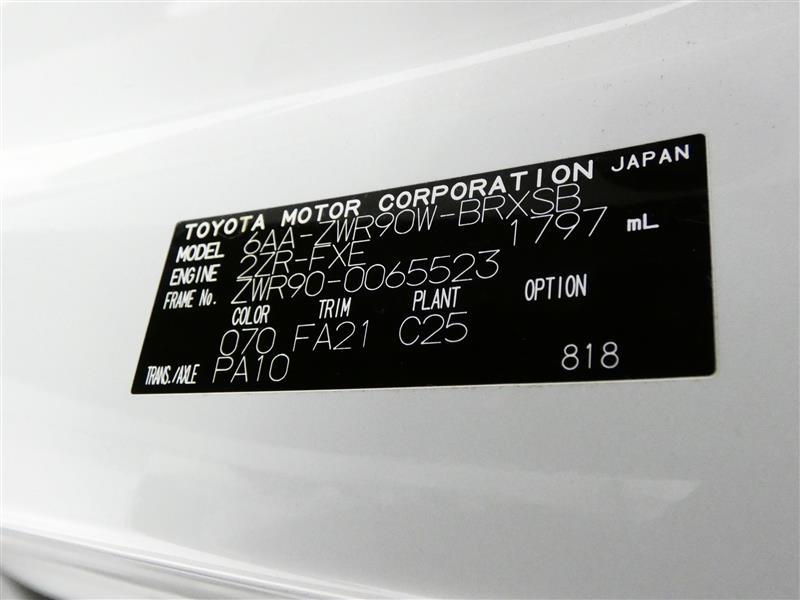 TOYOTA MOTOR CORPORATION JAPAN
MODEL 6AA-ZWR90W-BRXSB
ENGINE 2ZR-FXE 1797 mL
FRAME No. ZWR90-0065523
COLOR TRIM PLANT OPTION
070 FA21 C25
TRANS./AXLE PA10 818